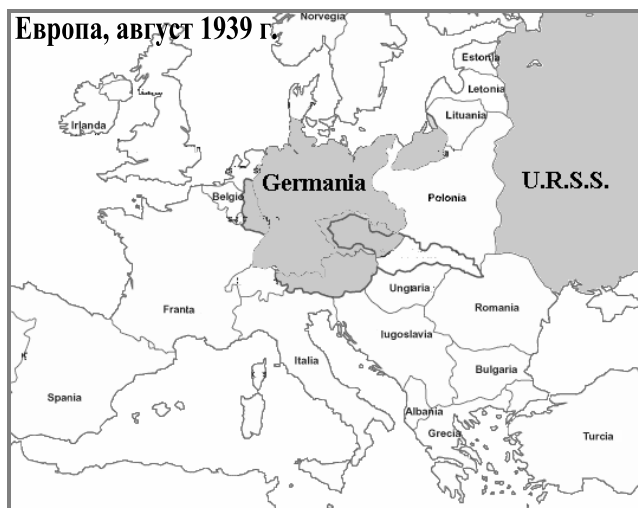 Европа, август 1939 г.
Norvegia
Estonia
Letonia
Lituania
Irlanda
Germania
U.R.S.S.
Belgia
Polonia
Franta
Ungaria
Romania
Iugoslavia
Italia
Bulgaria
Spania
Albania
Grecia
Turcia